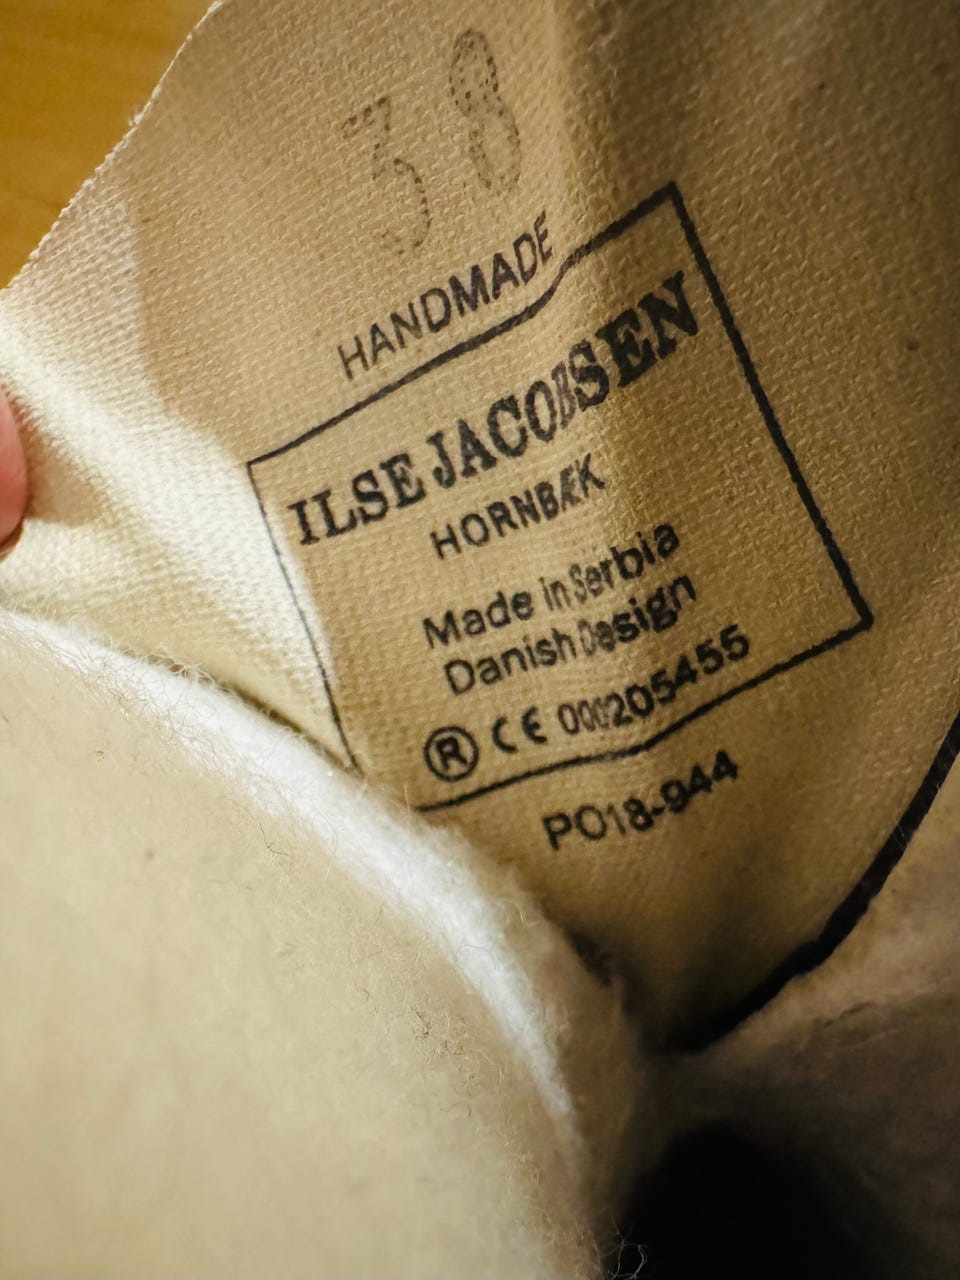 38
HANDMADE
ILSE JACOBSEN
HORNBÆK
Made in Serbia
Danish Design
® CE 000205455
PO18-944